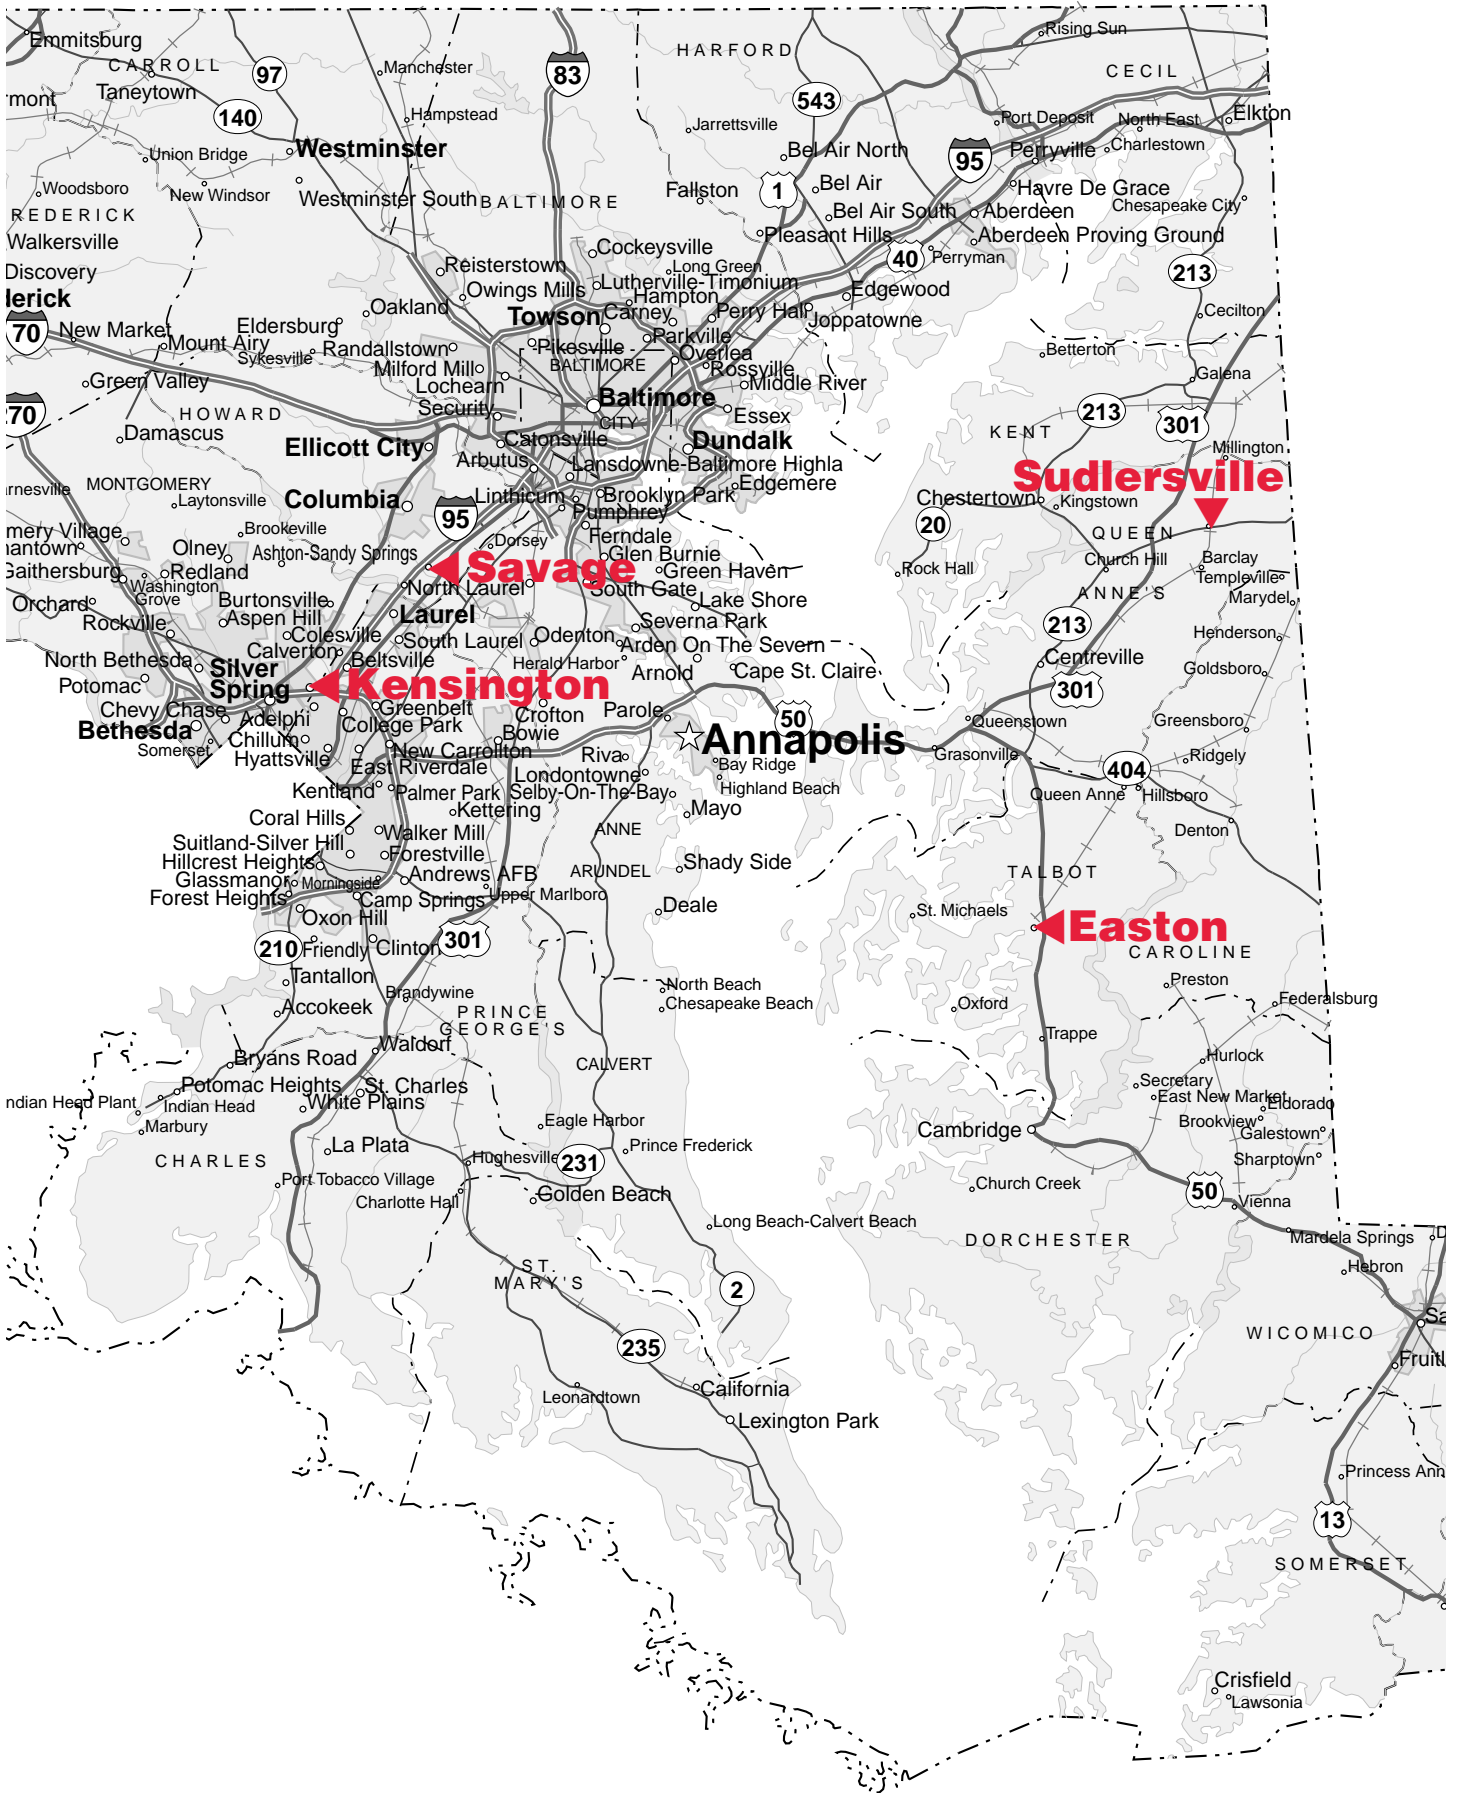 Emmitsburg
CARROLL
Taneytown
97
140
Manchester
Hampstead
83
HARFORD
543
Rising Sun
CECIL
rmont
Union Bridge
Westminster
Jarrettsville
Port Deposit
North East
Elkton
Bel Air North
95
Perryville
Charlestown
Woodsboro
New Windsor
Westminster South
BALTIMORE
Fallston
1
Bel Air
Havre De Grace
Chesapeake City
REDERICK
Bel Air South
Aberdeen
Walkersville
Cockeysville
Pleasant Hills
Aberdeen Proving Ground
Discovery
Reisterstown
Long Green
40
Perryman
213
derick
Owings Mills
Lutherville-Timonium
Hampton
Edgewood
Oakland
Towson
Carney
Perry Hall
Joppatowne
Cecilton
70
New Market
Mount Airy
Eldersburg
Sykesville
Randallstown
Pikesville
Parkville
Overlea
Betterton
Milford Mill
BALTIMORE
Rossville
Galena
Green Valley
Lochearn
Middle River
70
HOWARD
Security
Baltimore
CITY
Essex
213
301
Damascus
Ellicott City
Catonsville
Dundalk
KENT
Millington
Arbutus
Lansdowne-Baltimore Highla
Sudlersville
arnesville
MONTGOMERY
Laytonsville
Columbia
Linthicum
Brooklyn Park
Edgemere
Chestertown
Kingstown
95
Pumphrey
20
mery Village
Brookeville
Ferndale
QUEEN
nantown
Olney
Ashton-Sandy Springs
Dorsey
Glen Burnie
Church Hill
Barclay
Gaithersburg
Redland
Savage
Green Haven
Rock Hall
Templeville
Washington
Grove
North Laurel
South Gate
ANNE'S
Marydel
Orchard
Burtonsville
Laurel
Lake Shore
Rockville
Aspen Hill
Colesville
South Laurel
Odenton
Severna Park
213
Henderson
Calverton
Arden On The Severn
North Bethesda
Silver
Spring
Beltsville
Herald Harbor
Arnold
Cape St. Claire
Centreville
Goldsboro
Potomac
Kensington
301
Chevy Chase
Greenbelt
Crofton
Parole
50
Queenstown
Greensboro
Bethesda
Adelphi
College Park
Bowie
Annapolis
Somerset
Chillum
New Carrollton
Riva
Grasonville
Ridgely
Hyattsville
East Riverdale
Londontowne
Bay Ridge
404
Kentland
Palmer Park
Selby-On-The-Bay
Highland Beach
Queen Anne
Hillsboro
Kettering
Mayo
Coral Hills
Walker Mill
ANNE
Denton
Suitland-Silver Hill
Forestville
Hillcrest Heights
Andrews AFB
ARUNDEL
Shady Side
TALBOT
Glassmanor
Morningside
Forest Heights
Camp Springs
Upper Marlboro
Deale
St. Michaels
Oxon Hill
Easton
210
Friendly
Clinton
301
CAROLINE
Tantallon
Preston
Brandywine
North Beach
Accokeek
PRINCE
GEORGE'S
Chesapeake Beach
Oxford
Federalsburg
Waldorf
Trappe
Bryans Road
CALVERT
Hurlock
Potomac Heights
St. Charles
Secretary
ndian Head Plant
Indian Head
White Plains
East New Market
Eldorado
Marbury
Eagle Harbor
Cambridge
Brookview
Galestown
La Plata
Prince Frederick
CHARLES
Hughesville
231
Sharptown
Port Tobacco Village
Church Creek
Charlotte Hall
Golden Beach
50
Vienna
Long Beach-Calvert Beach
DORCHESTER
Mardela Springs
D
ST.
MARY'S
Hebron
2
Sa
235
WICOMICO
Fruitl
Leonardtown
California
Lexington Park
Princess Ann
13
SOMERSET
Crisfield
Lawsonia